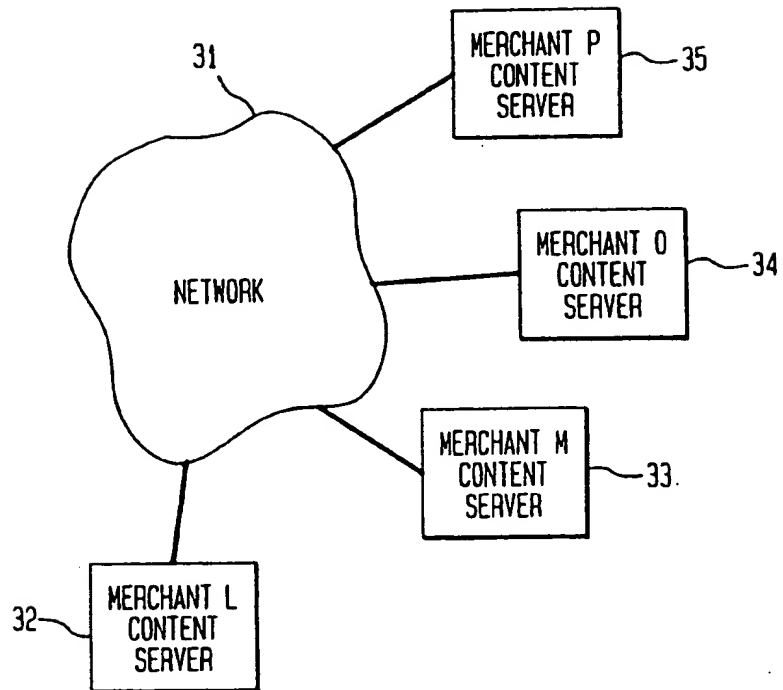 31
MERCHANT P
CONTENT
SERVER
35
NETWORK
MERCHANT O
CONTENT
SERVER
34
MERCHANT M
CONTENT
SERVER
33.
MERCHANT L
CONTENT
SERVER
32